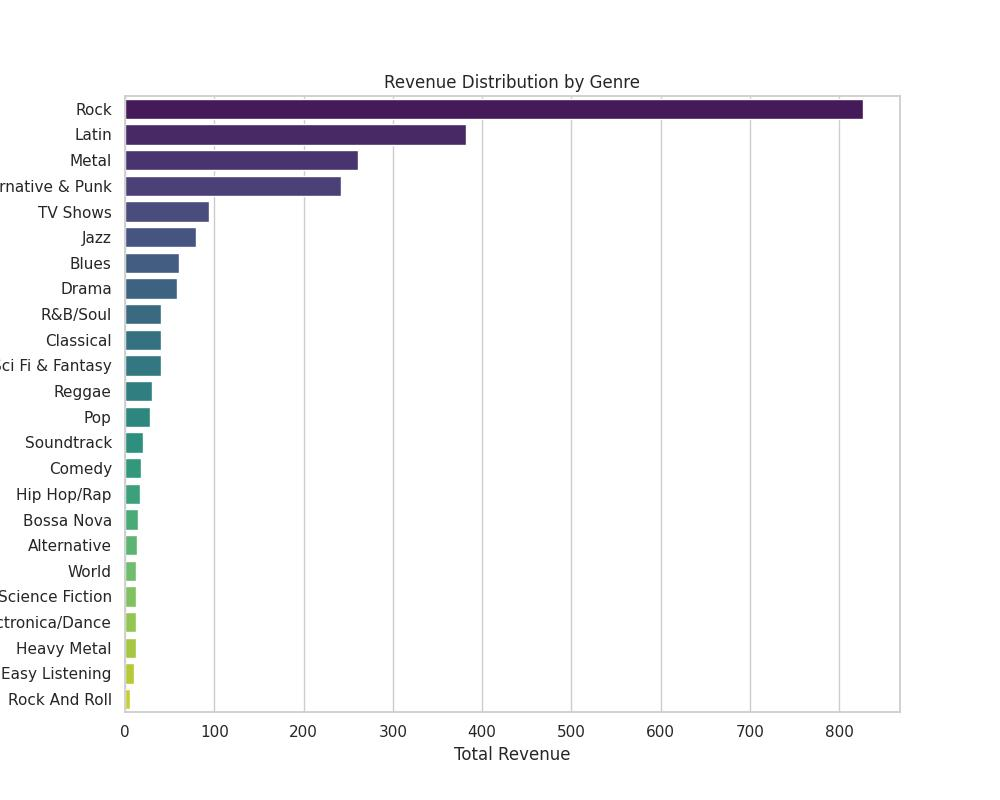 Revenue Distribution by Genre
Rock
Latin
Metal
rnative & Punk
TV Shows
Jazz
Blues
Drama
R&B/Soul
Classical
Sci Fi & Fantasy
Reggae
Pop
Soundtrack
Comedy
Hip Hop/Rap
Bossa Nova
Alternative
World
Science Fiction
ctronica/Dance
Heavy Metal
Easy Listening
Rock And Roll
0 100 200 300 400 500 600 700 800
Total Revenue